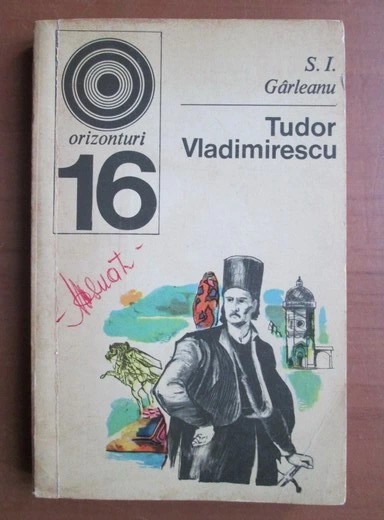 orizonturi
16
S. I.
Gârleanu
Tudor
Vladimirescu